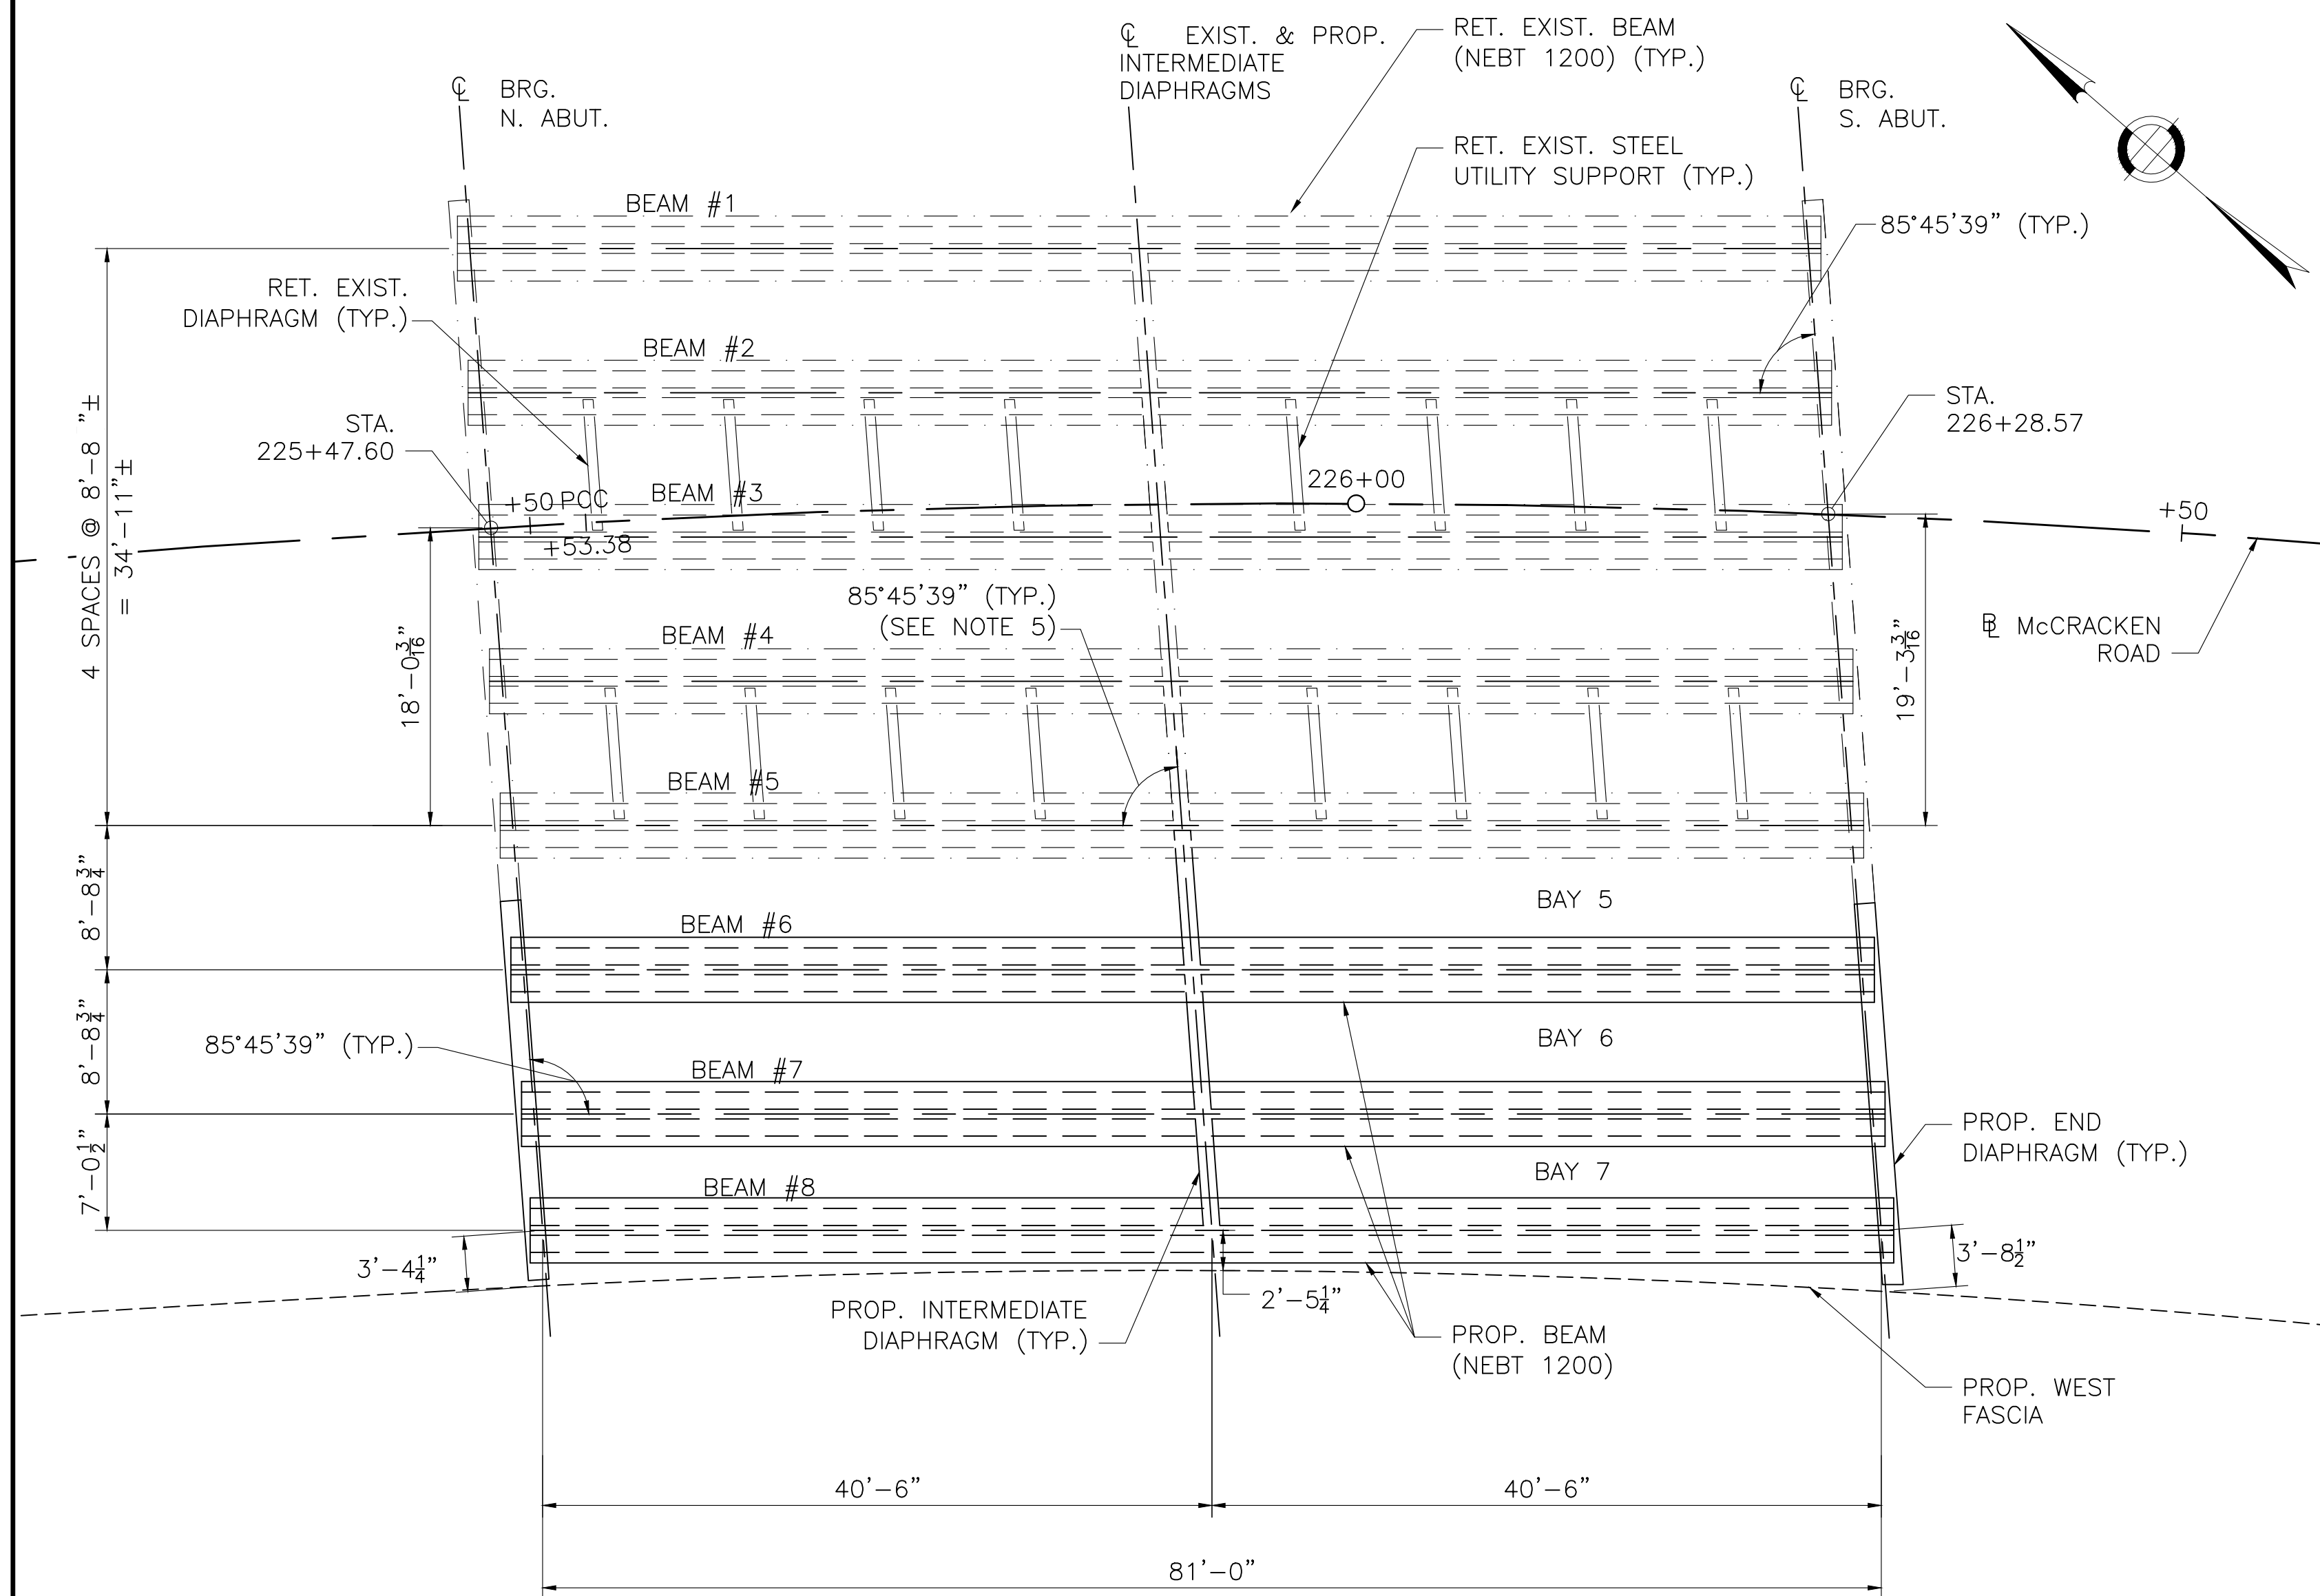 ℄ EXIST. & PROP.
INTERMEDIATE
DIAPHRAGMS
RET. EXIST. BEAM
(NEBT 1200) (TYP.)
℄ BRG.
N. ABUT.
℄ BRG.
S. ABUT.
RET. EXIST. STEEL
UTILITY SUPPORT (TYP.)
BEAM #1
85°45'39" (TYP.)
RET. EXIST.
DIAPHRAGM (TYP.)
BEAM #2
STA.
225+47.60
STA.
226+28.57
4 SPACES @ 8'-8 "±
= 34'-11"±
+50 PCC
BEAM #3
226+00
+50
+53.38
85°45'39" (TYP.)
(SEE NOTE 5)
18'-0 3/16"
19'-3 3/16"
BEAM #4
B̲L McCRACKEN
ROAD
BEAM #5
8'-8 3/4"
BAY 5
BEAM #6
8'-8 3/4"
BAY 6
85°45'39" (TYP.)
BEAM #7
7'-0 1/2"
PROP. END
DIAPHRAGM (TYP.)
BAY 7
BEAM #8
3'-4 1/4"
3'-8 1/2"
2'-5 1/4"
PROP. INTERMEDIATE
DIAPHRAGM (TYP.)
PROP. BEAM
(NEBT 1200)
PROP. WEST
FASCIA
40'-6"
40'-6"
81'-0"